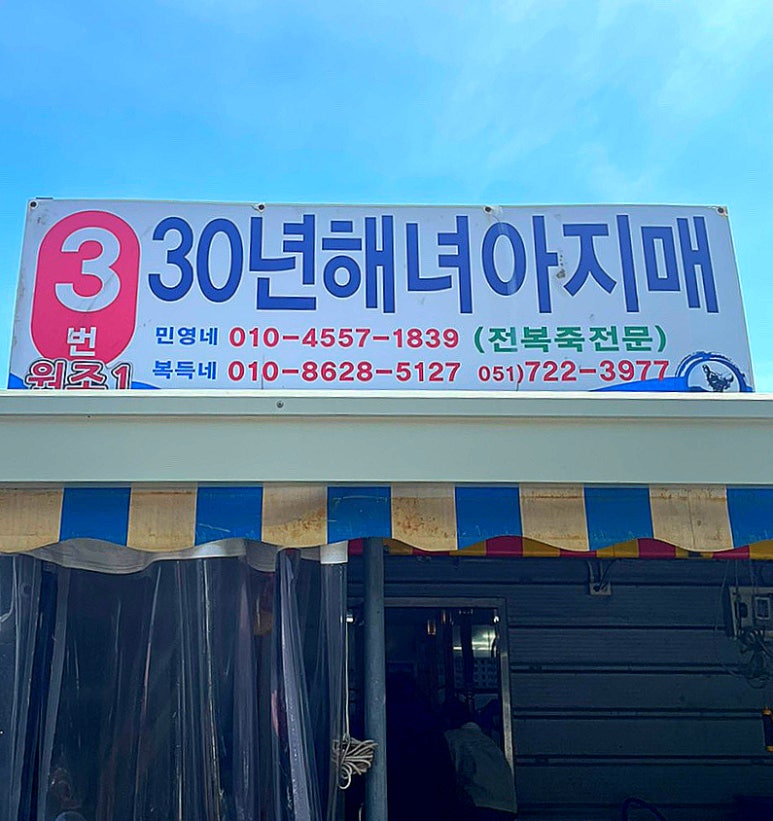 3번
30년해녀아지매
민영네 010-4557-1839 (전복죽전문)
복득네 010-8628-5127 051)722-3977
원조1